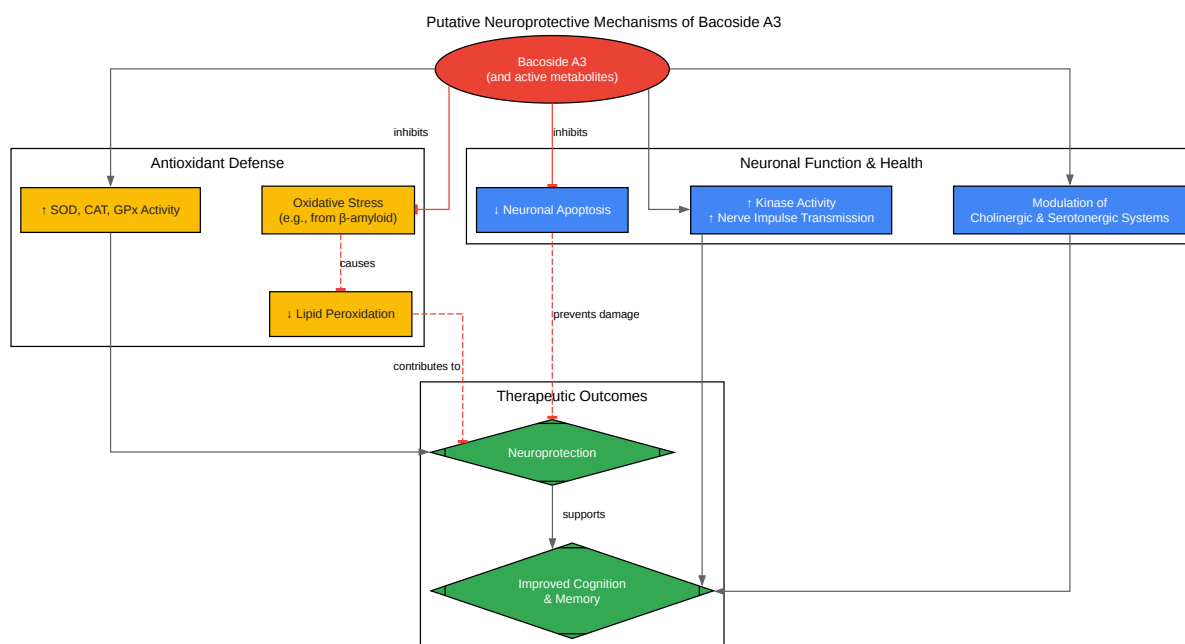 Putative Neuroprotective Mechanisms of Bacoside A3
Bacoside A3
(and active metabolites)
inhibits
inhibits
Antioxidant Defense
Neuronal Function & Health
↑ SOD, CAT, GPx Activity
Oxidative Stress
(e.g., from β-amyloid)
↓ Neuronal Apoptosis
↑ Kinase Activity
↑ Nerve Impulse Transmission
Modulation of
Cholinergic & Serotonergic Systems
causes
↓ Lipid Peroxidation
prevents damage
contributes to
Therapeutic Outcomes
Neuroprotection
supports
Improved Cognition
& Memory